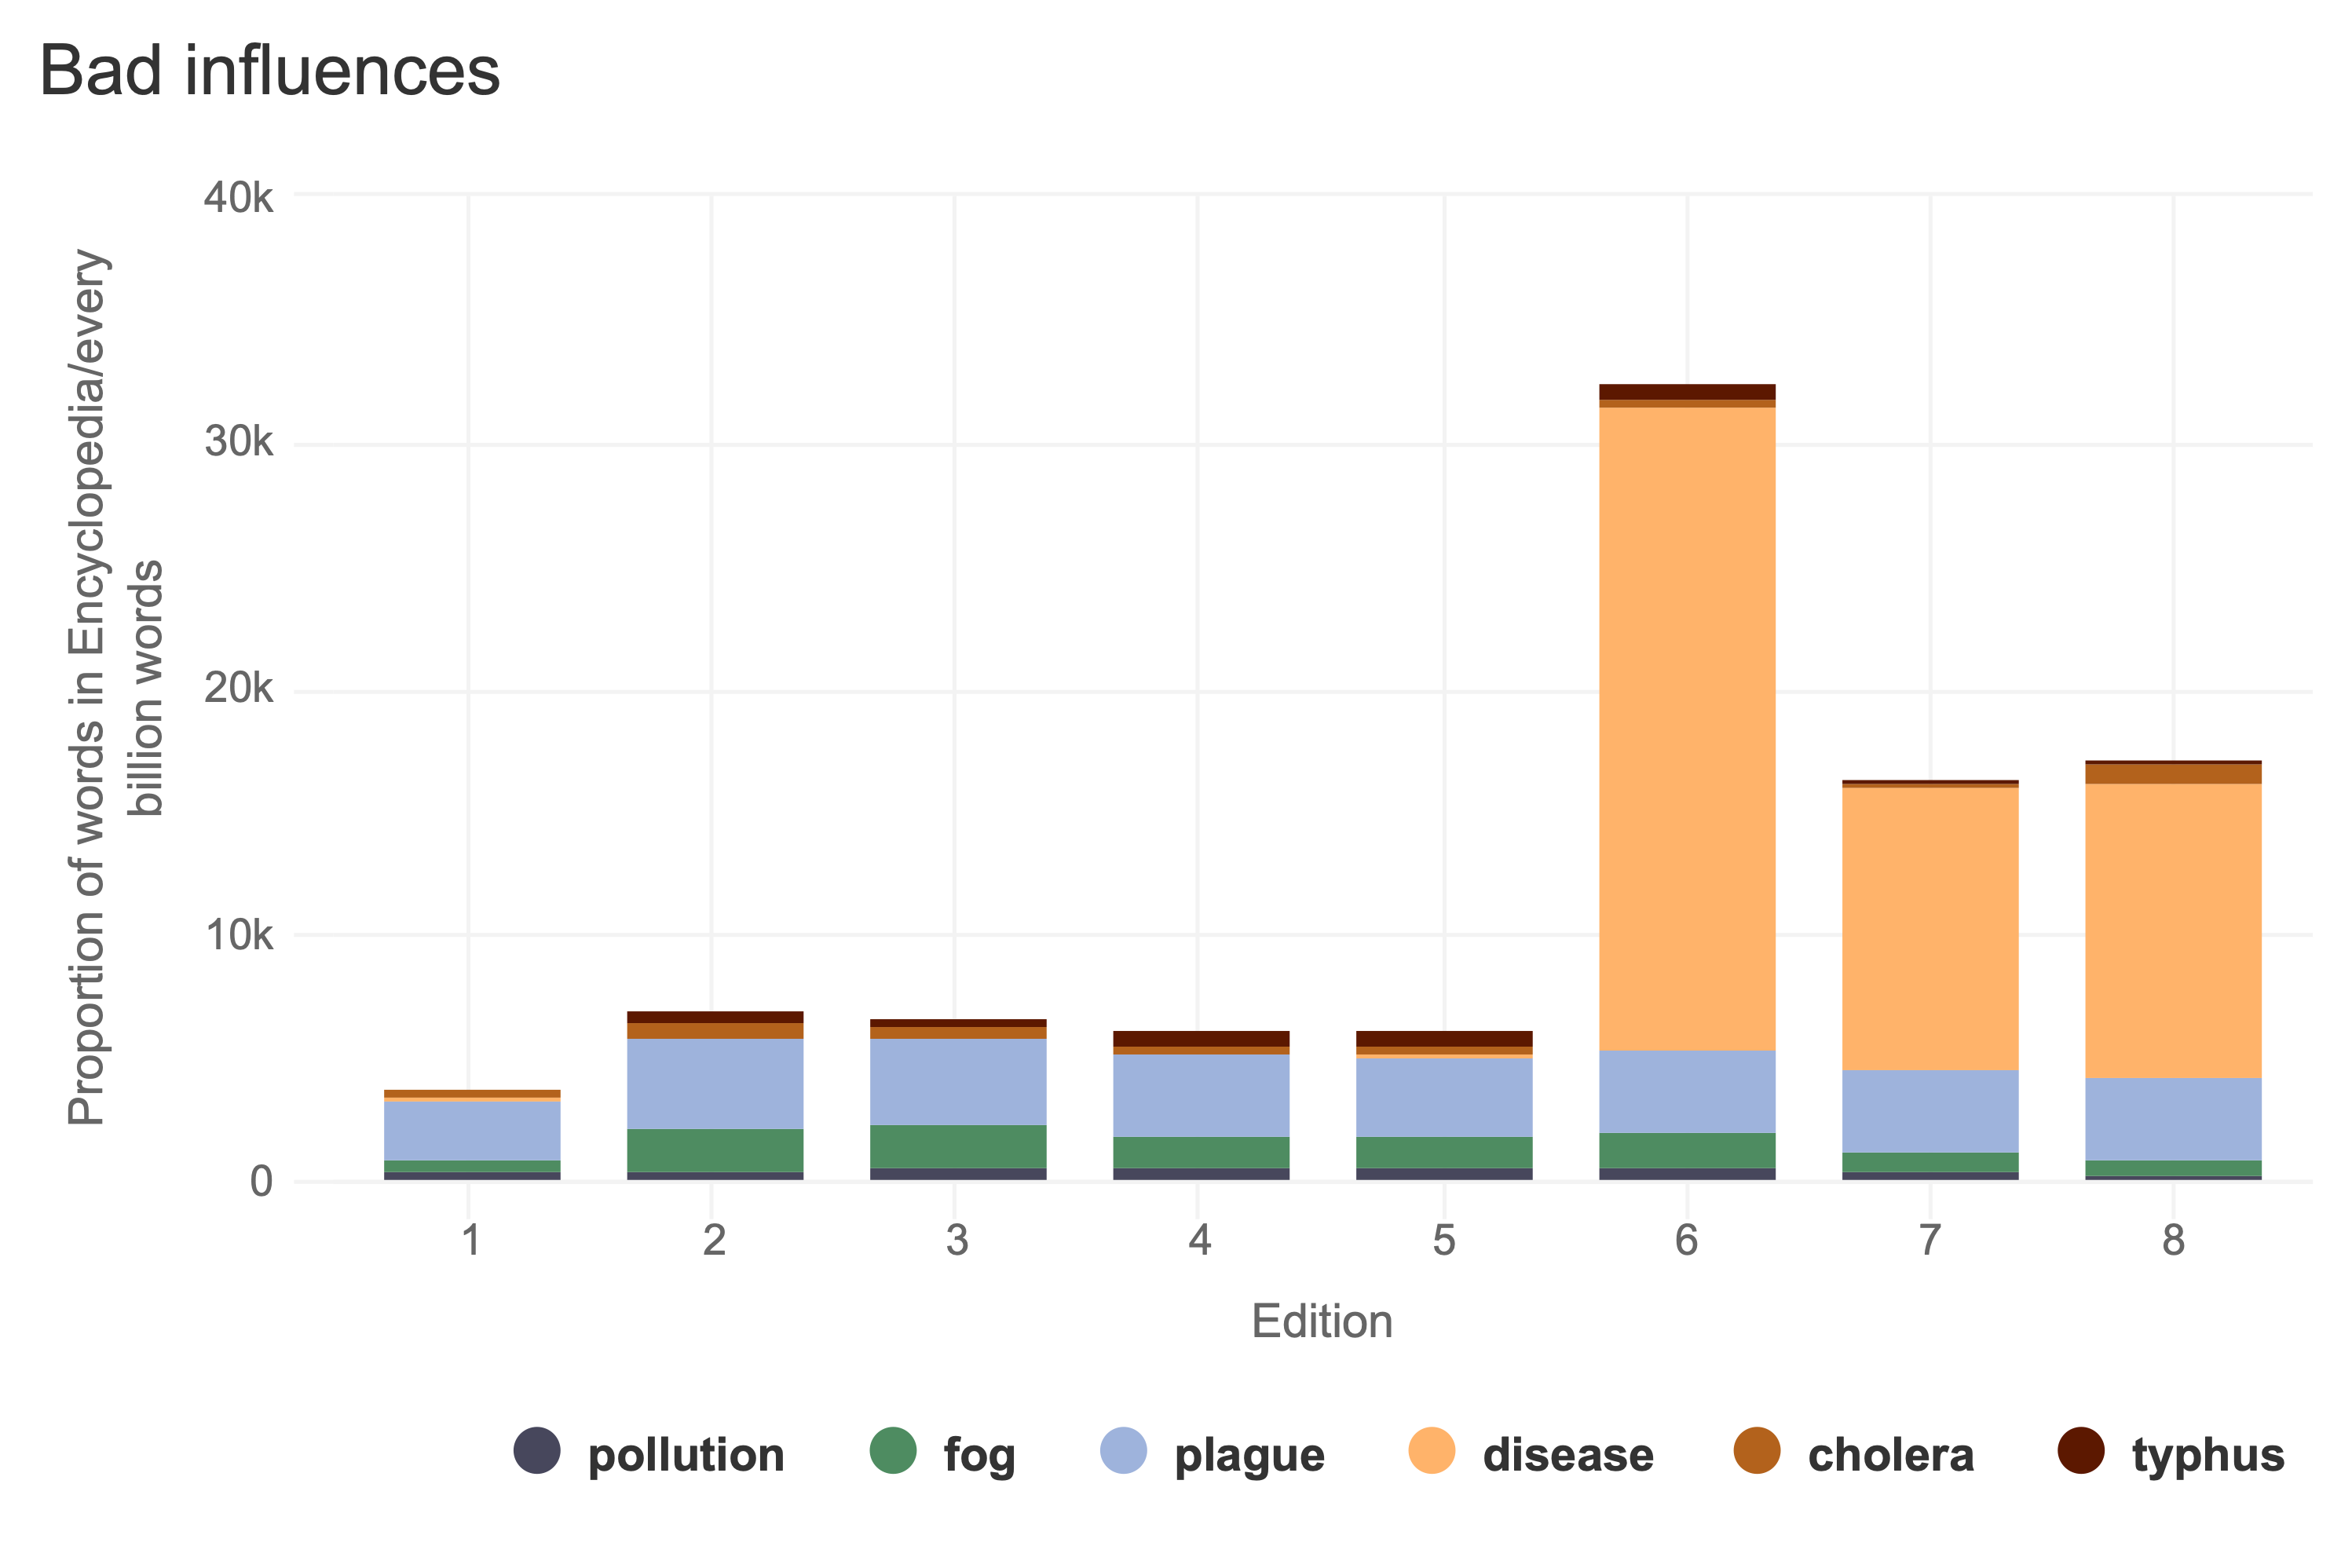 Bad influences
Proportion of words in Encyclopedia/every
billion words
40k
30k
20k
10k
0
1 2 3 4 5 6 7 8
Edition
pollution fog plague disease cholera typhus